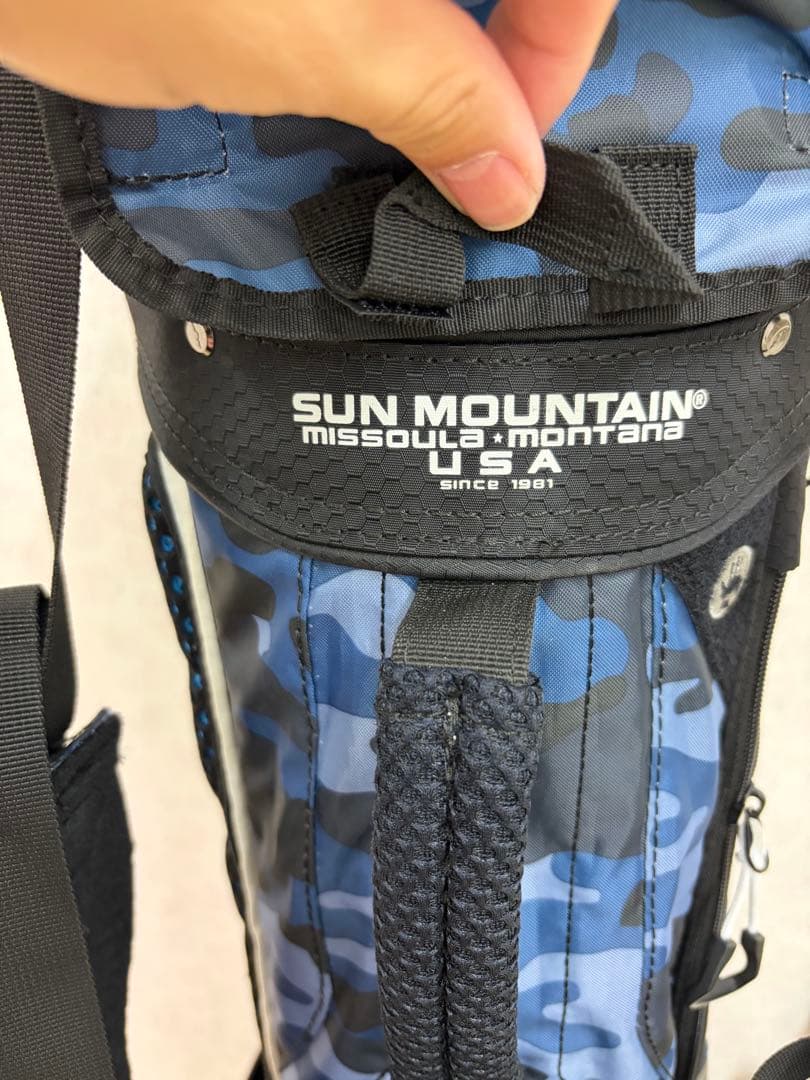 SUN MOUNTAIN®
missoula ★ montana
USA
since 1981